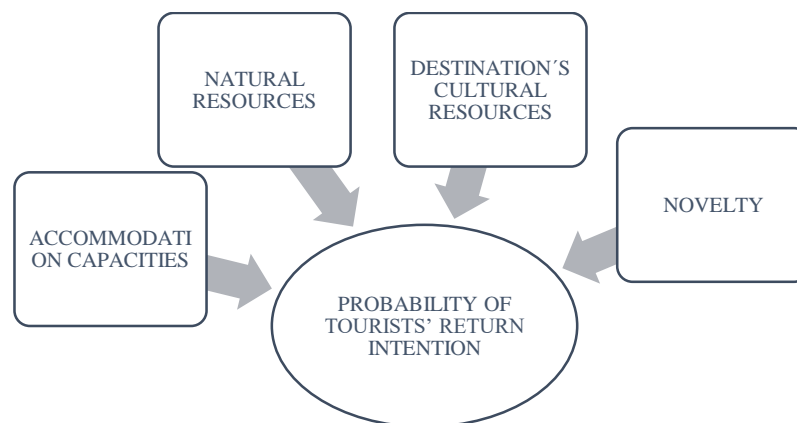 NATURAL
RESOURCES
DESTINATION´S
CULTURAL
RESOURCES
NOVELTY
ACCOMMODATI
ON CAPACITIES
PROBABILITY OF
TOURISTS’ RETURN
INTENTION